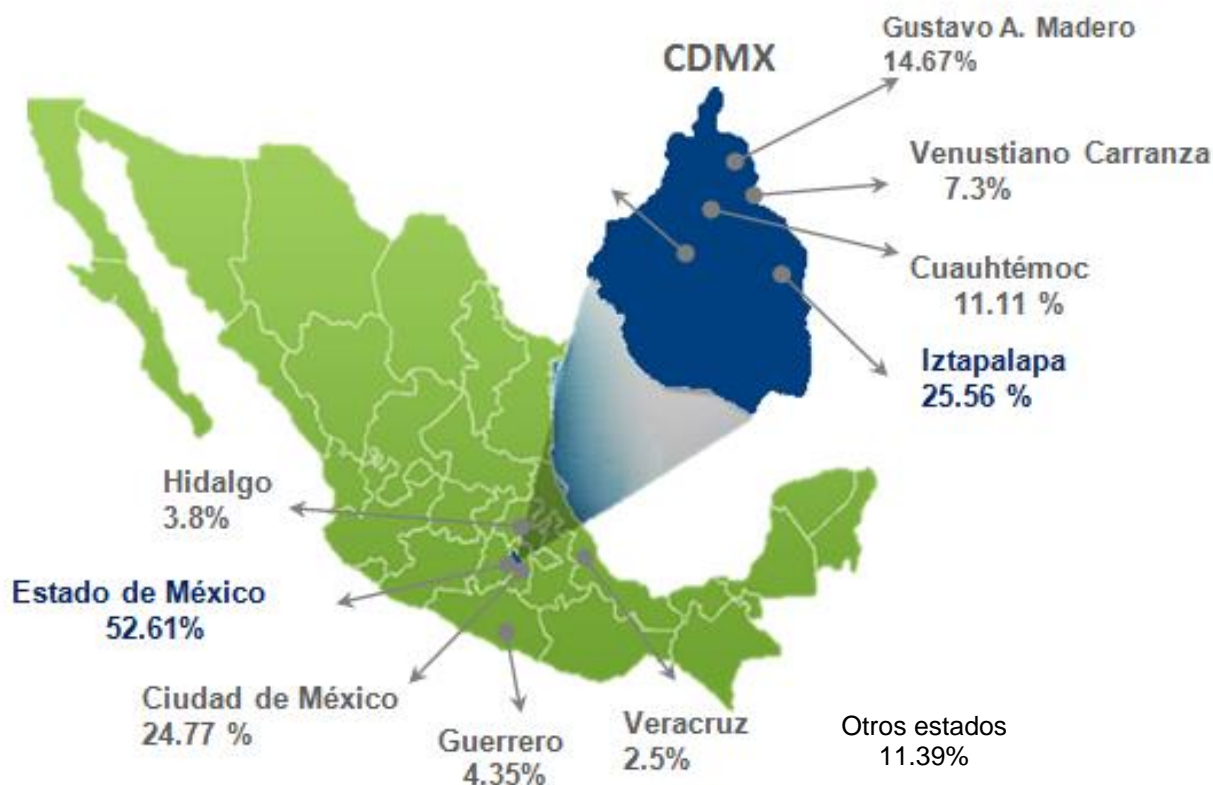 Gustavo A. Madero
14.67%
CDMX
Venustiano Carranza
7.3%
Cuauhtémoc
11.11 %
Iztapalapa
25.56 %
Hidalgo
3.8%
Estado de México
52.61%
Ciudad de México
24.77 %
Guerrero
4.35%
Veracruz
2.5%
Otros estados
11.39%